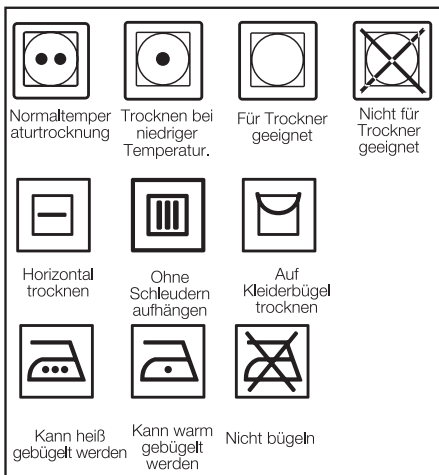 Normaltemper
aturtrocknung
Trocknen bei
niedriger
Temperatur.
Für Trockner
geeignet
Nicht für
Trockner
geeignet
Horizontal
trocknen
Ohne
Schleudern
aufhängen
Auf
Kleiderbügel
trocknen
Kann heiß
gebügelt werden
Kann warm
gebügelt
werden
Nicht bügeln